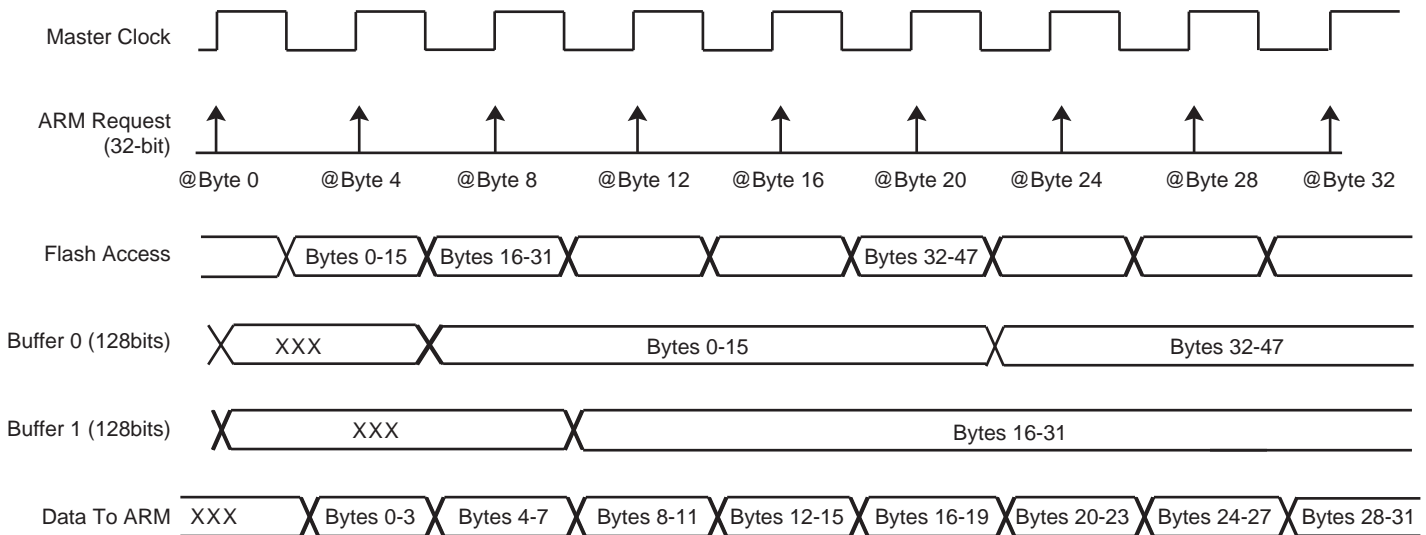 Master Clock
ARM Request
(32-bit)
@Byte 0 @Byte 4 @Byte 8 @Byte 12 @Byte 16 @Byte 20 @Byte 24 @Byte 28 @Byte 32
Flash Access Bytes 0-15 Bytes 16-31 Bytes 32-47
Buffer 0 (128bits) XXX Bytes 0-15 Bytes 32-47
Buffer 1 (128bits) XXX Bytes 16-31
Data To ARM XXX Bytes 0-3 Bytes 4-7 Bytes 8-11 Bytes 12-15 Bytes 16-19 Bytes 20-23 Bytes 24-27 Bytes 28-31